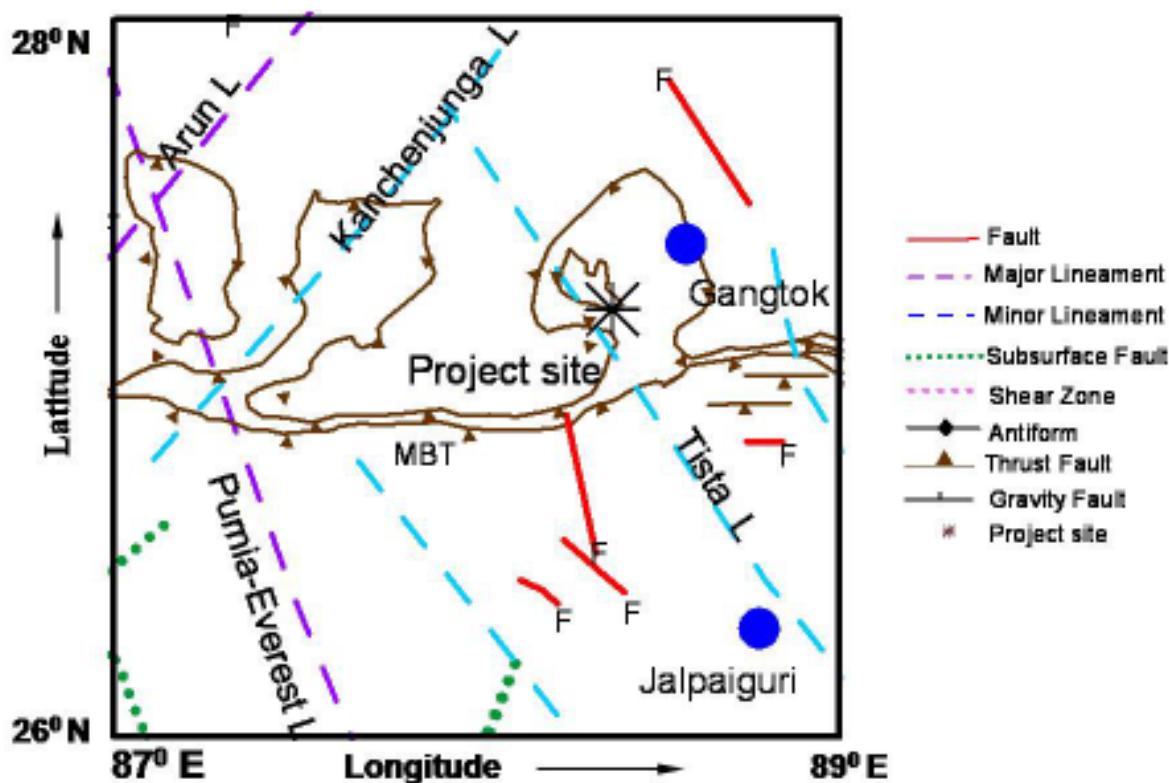 28⁰ N
F
Arun L
Kanchenjunga L
F
Gangtok
Project site
MBT
F
Tista L
Purnia-Everest L
F
F
F
Jalpaiguri
Latitude
26⁰ N
87⁰ E
Longitude
89⁰ E
Fault
Major Lineament
Minor Lineament
Subsurface Fault
Shear Zone
Antiform
Thrust Fault
Gravity Fault
Project site